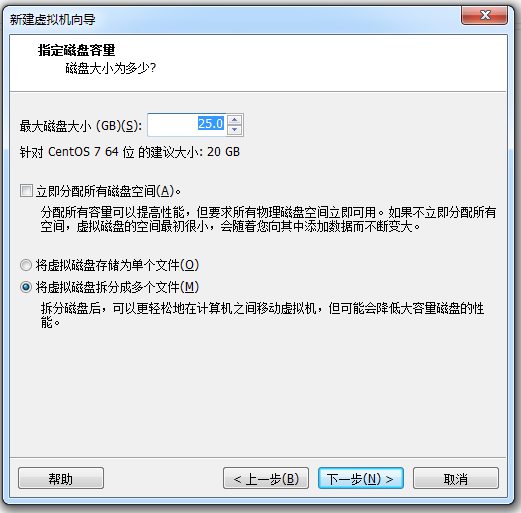 新建虚拟机向导
指定磁盘容量
磁盘大小为多少?
最大磁盘大小 (GB)(S): 25.0
针对 CentOS 7 64 位 的建议大小: 20 GB
立即分配所有磁盘空间(A)。
分配所有容量可以提高性能，但要求所有物理磁盘空间立即可用。如果不立即分配所有
空间，虚拟磁盘的空间最初很小，会随着您向其中添加数据而不断变大。
将虚拟磁盘存储为单个文件(O)
将虚拟磁盘拆分成多个文件(M)
拆分磁盘后，可以更轻松地在计算机之间移动虚拟机，但可能会降低大容量磁盘的性
能。
帮助 < 上一步(B) 下一步(N) > 取消